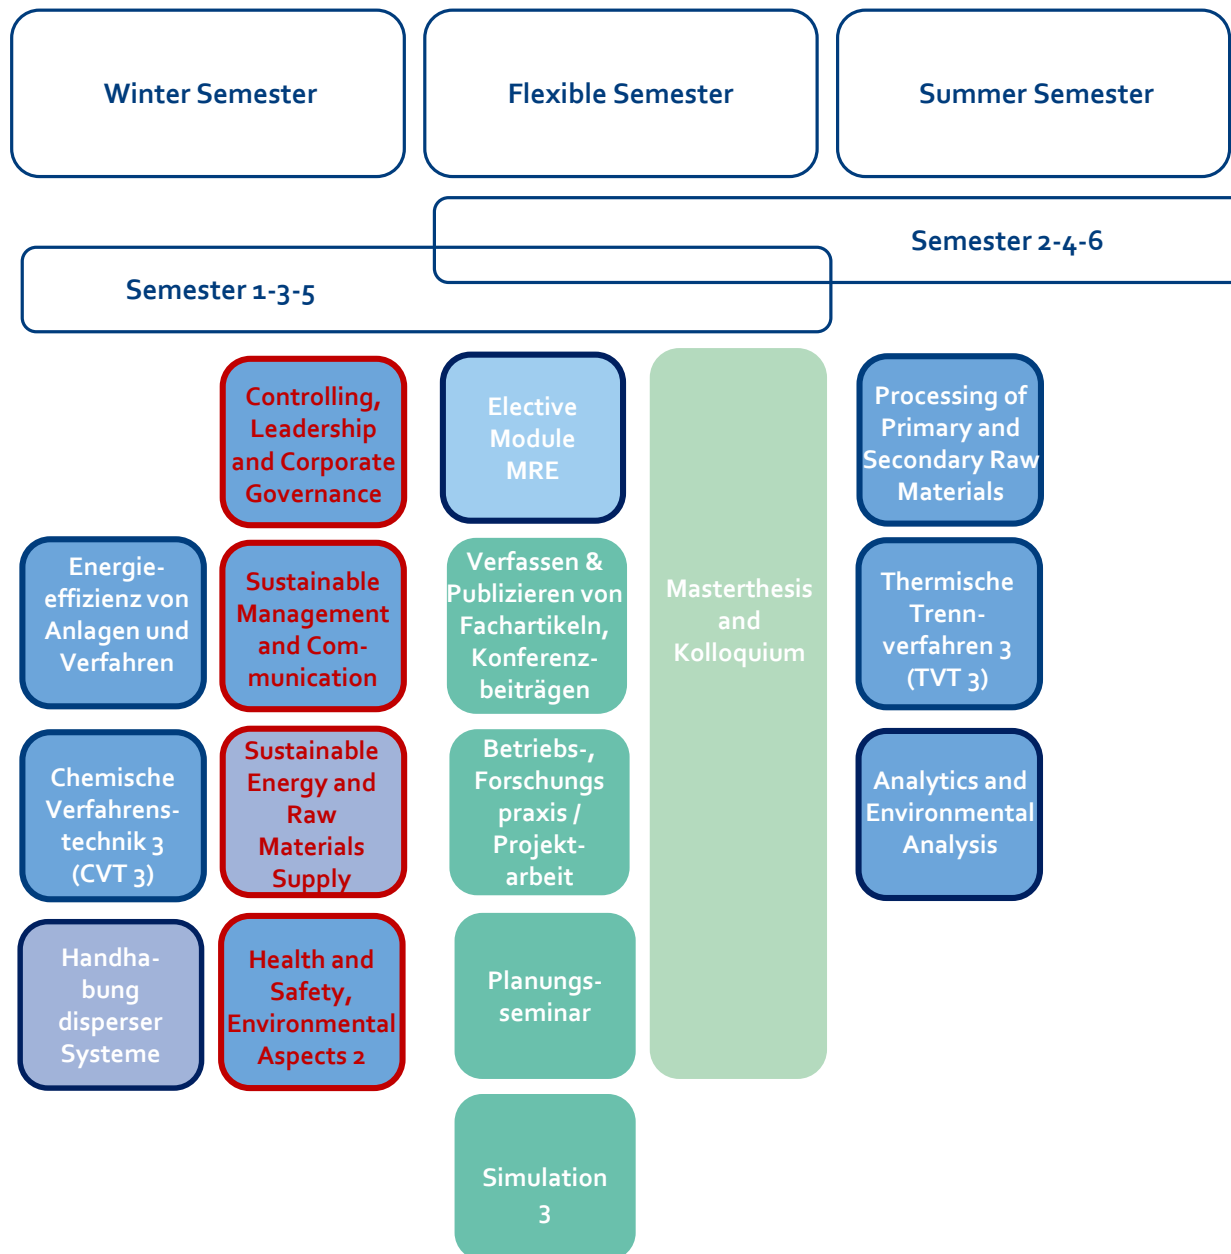 Winter Semester
Flexible Semester
Summer Semester
Semester 2-4-6
Semester 1-3-5
Controlling,
Leadership
and Corporate
Governance
Elective
Module
MRE
Processing of
Primary and
Secondary Raw
Materials
Energie-
effizienz von
Anlagen und
Verfahren
Sustainable
Management
and Com-
munication
Verfassen &
Publizieren von
Fachartikeln,
Konferenz-
beiträgen
Masterthesis
and
Kolloquium
Thermische
Trenn-
verfahren 3
(TVT 3)
Chemische
Verfahrens-
technik 3
(CVT 3)
Sustainable
Energy and
Raw
Materials
Supply
Betriebs-,
Forschungs
praxis /
Projekt-
arbeit
Analytics and
Environmental
Analysis
Handha-
bung
disperser
Systeme
Health and
Safety,
Environmental
Aspects 2
Planungs-
seminar
Simulation
3